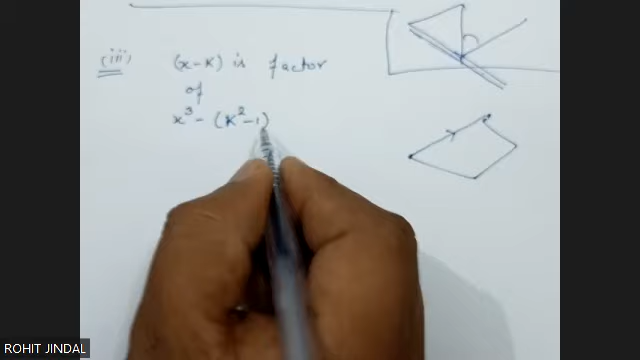 (iii) (x-K) is factor
of
x³ - (K²-1)
ROHIT JINDAL